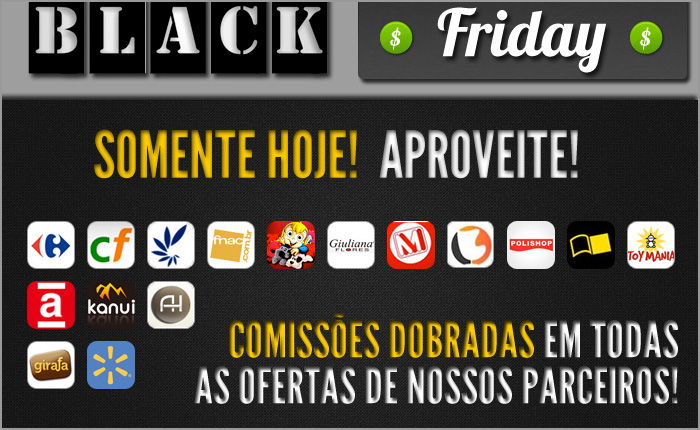 BLACK Friday
$ $
SOMENTE HOJE! APROVEITE!
cf
fnac.com.br
Giuliana
FLORES
M
POLISHOP
TOY MANIA
a
kanui
AH
girafa
COMISSÕES DOBRADAS EM TODAS
AS OFERTAS DE NOSSOS PARCEIROS!